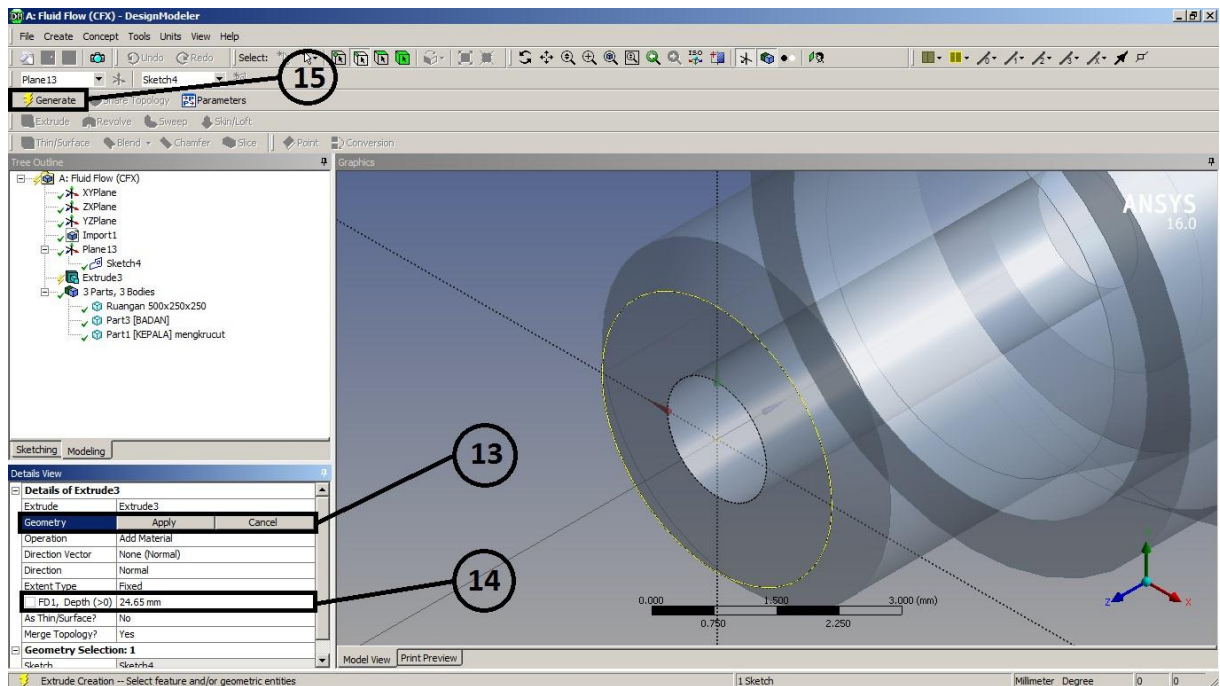 A: Fluid Flow (CFX) - DesignModeler
File Create Concept Tools Units View Help
Undo Redo Select:
Plane13 Sketch4
15
Generate Share Topology Parameters
Extrude Revolve Sweep Skin/Loft
Thin/Surface Blend Chamfer Slice Point Conversion
Tree Outline
A: Fluid Flow (CFX)
XYPlane
ZXPlane
YZPlane
Import1
Plane13
Sketch4
Extrude3
3 Parts, 3 Bodies
Ruangan 500x250x250
Part3 [BADAN]
Part1 [KEPALA] mengkrucut
Sketching Modeling
Details View
Details of Extrude3
Extrude Extrude3
Geometry Apply Cancel
Operation Add Material
Direction Vector None (Normal)
Direction Normal
Extent Type Fixed
FD1, Depth (>0) 24.65 mm
As Thin/Surface? No
Merge Topology? Yes
Geometry Selection: 1
Sketch Sketch4
13
14
Graphics
ANSYS
16.0
0.000 1.500 3.000 (mm)
0.750 2.250
Z X
Model View Print Preview
Extrude Creation -- Select feature and/or geometric entities 1 Sketch Millimeter Degree 0 0